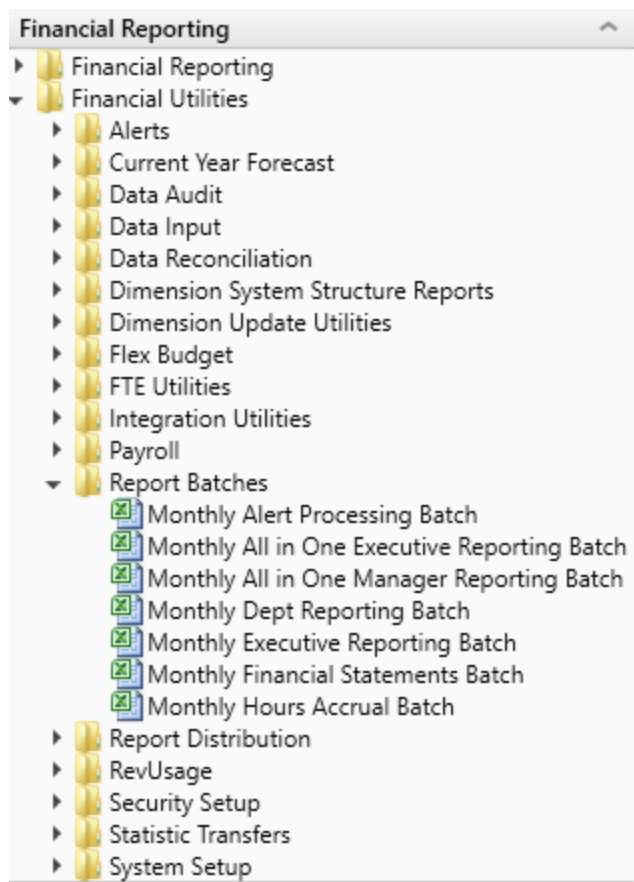 Financial Reporting
Financial Reporting
Financial Utilities
Alerts
Current Year Forecast
Data Audit
Data Input
Data Reconciliation
Dimension System Structure Reports
Dimension Update Utilities
Flex Budget
FTE Utilities
Integration Utilities
Payroll
Report Batches
Monthly Alert Processing Batch
Monthly All in One Executive Reporting Batch
Monthly All in One Manager Reporting Batch
Monthly Dept Reporting Batch
Monthly Executive Reporting Batch
Monthly Financial Statements Batch
Monthly Hours Accrual Batch
Report Distribution
RevUsage
Security Setup
Statistic Transfers
System Setup